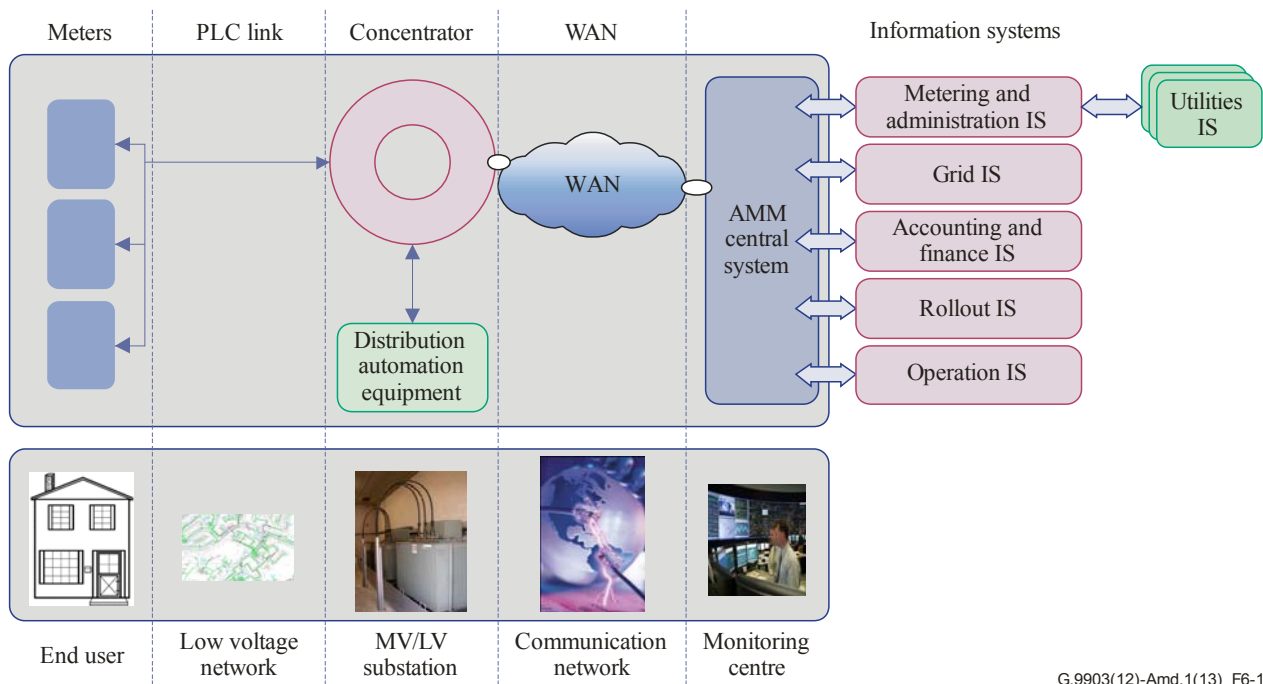 Meters
PLC link
Concentrator
WAN
Information systems
Metering and
administration IS
Utilities
IS
WAN
Grid IS
AMM
central
system
Accounting and
finance IS
Rollout IS
Distribution
automation
equipment
Operation IS
End user
Low voltage
network
MV/LV
substation
Communication
network
Monitoring
centre
G.9903(12)-Amd.1(13)_F6-1